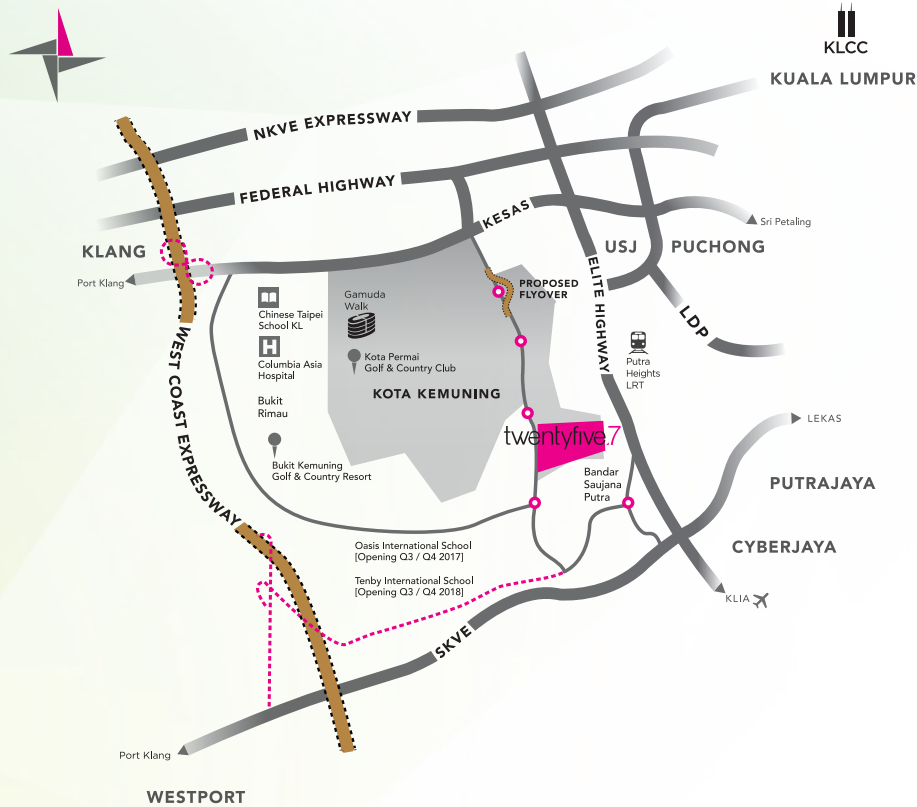 KLCC
KUALA LUMPUR
NKVE EXPRESSWAY
FEDERAL HIGHWAY
KESAS
Sri Petaling
KLANG
USJ
PUCHONG
Port Klang
ELITE HIGHWAY
PROPOSED
FLYOVER
Chinese Taipei
School KL
Gamuda
Walk
LDP
WEST COAST EXPRESSWAY
H
Columbia Asia
Hospital
Kota Permai
Golf & Country Club
Putra
Heights
LRT
KOTA KEMUNING
Bukit
Rimau
LEKAS
twentyfive.7
Bukit Kemuning
Golf & Country Resort
Bandar
Saujana
Putra
PUTRAJAYA
CYBERJAYA
Oasis International School
[Opening Q3 / Q4 2017]
Tenby International School
[Opening Q3 / Q4 2018]
KLIA
SKVE
Port Klang
WESTPORT